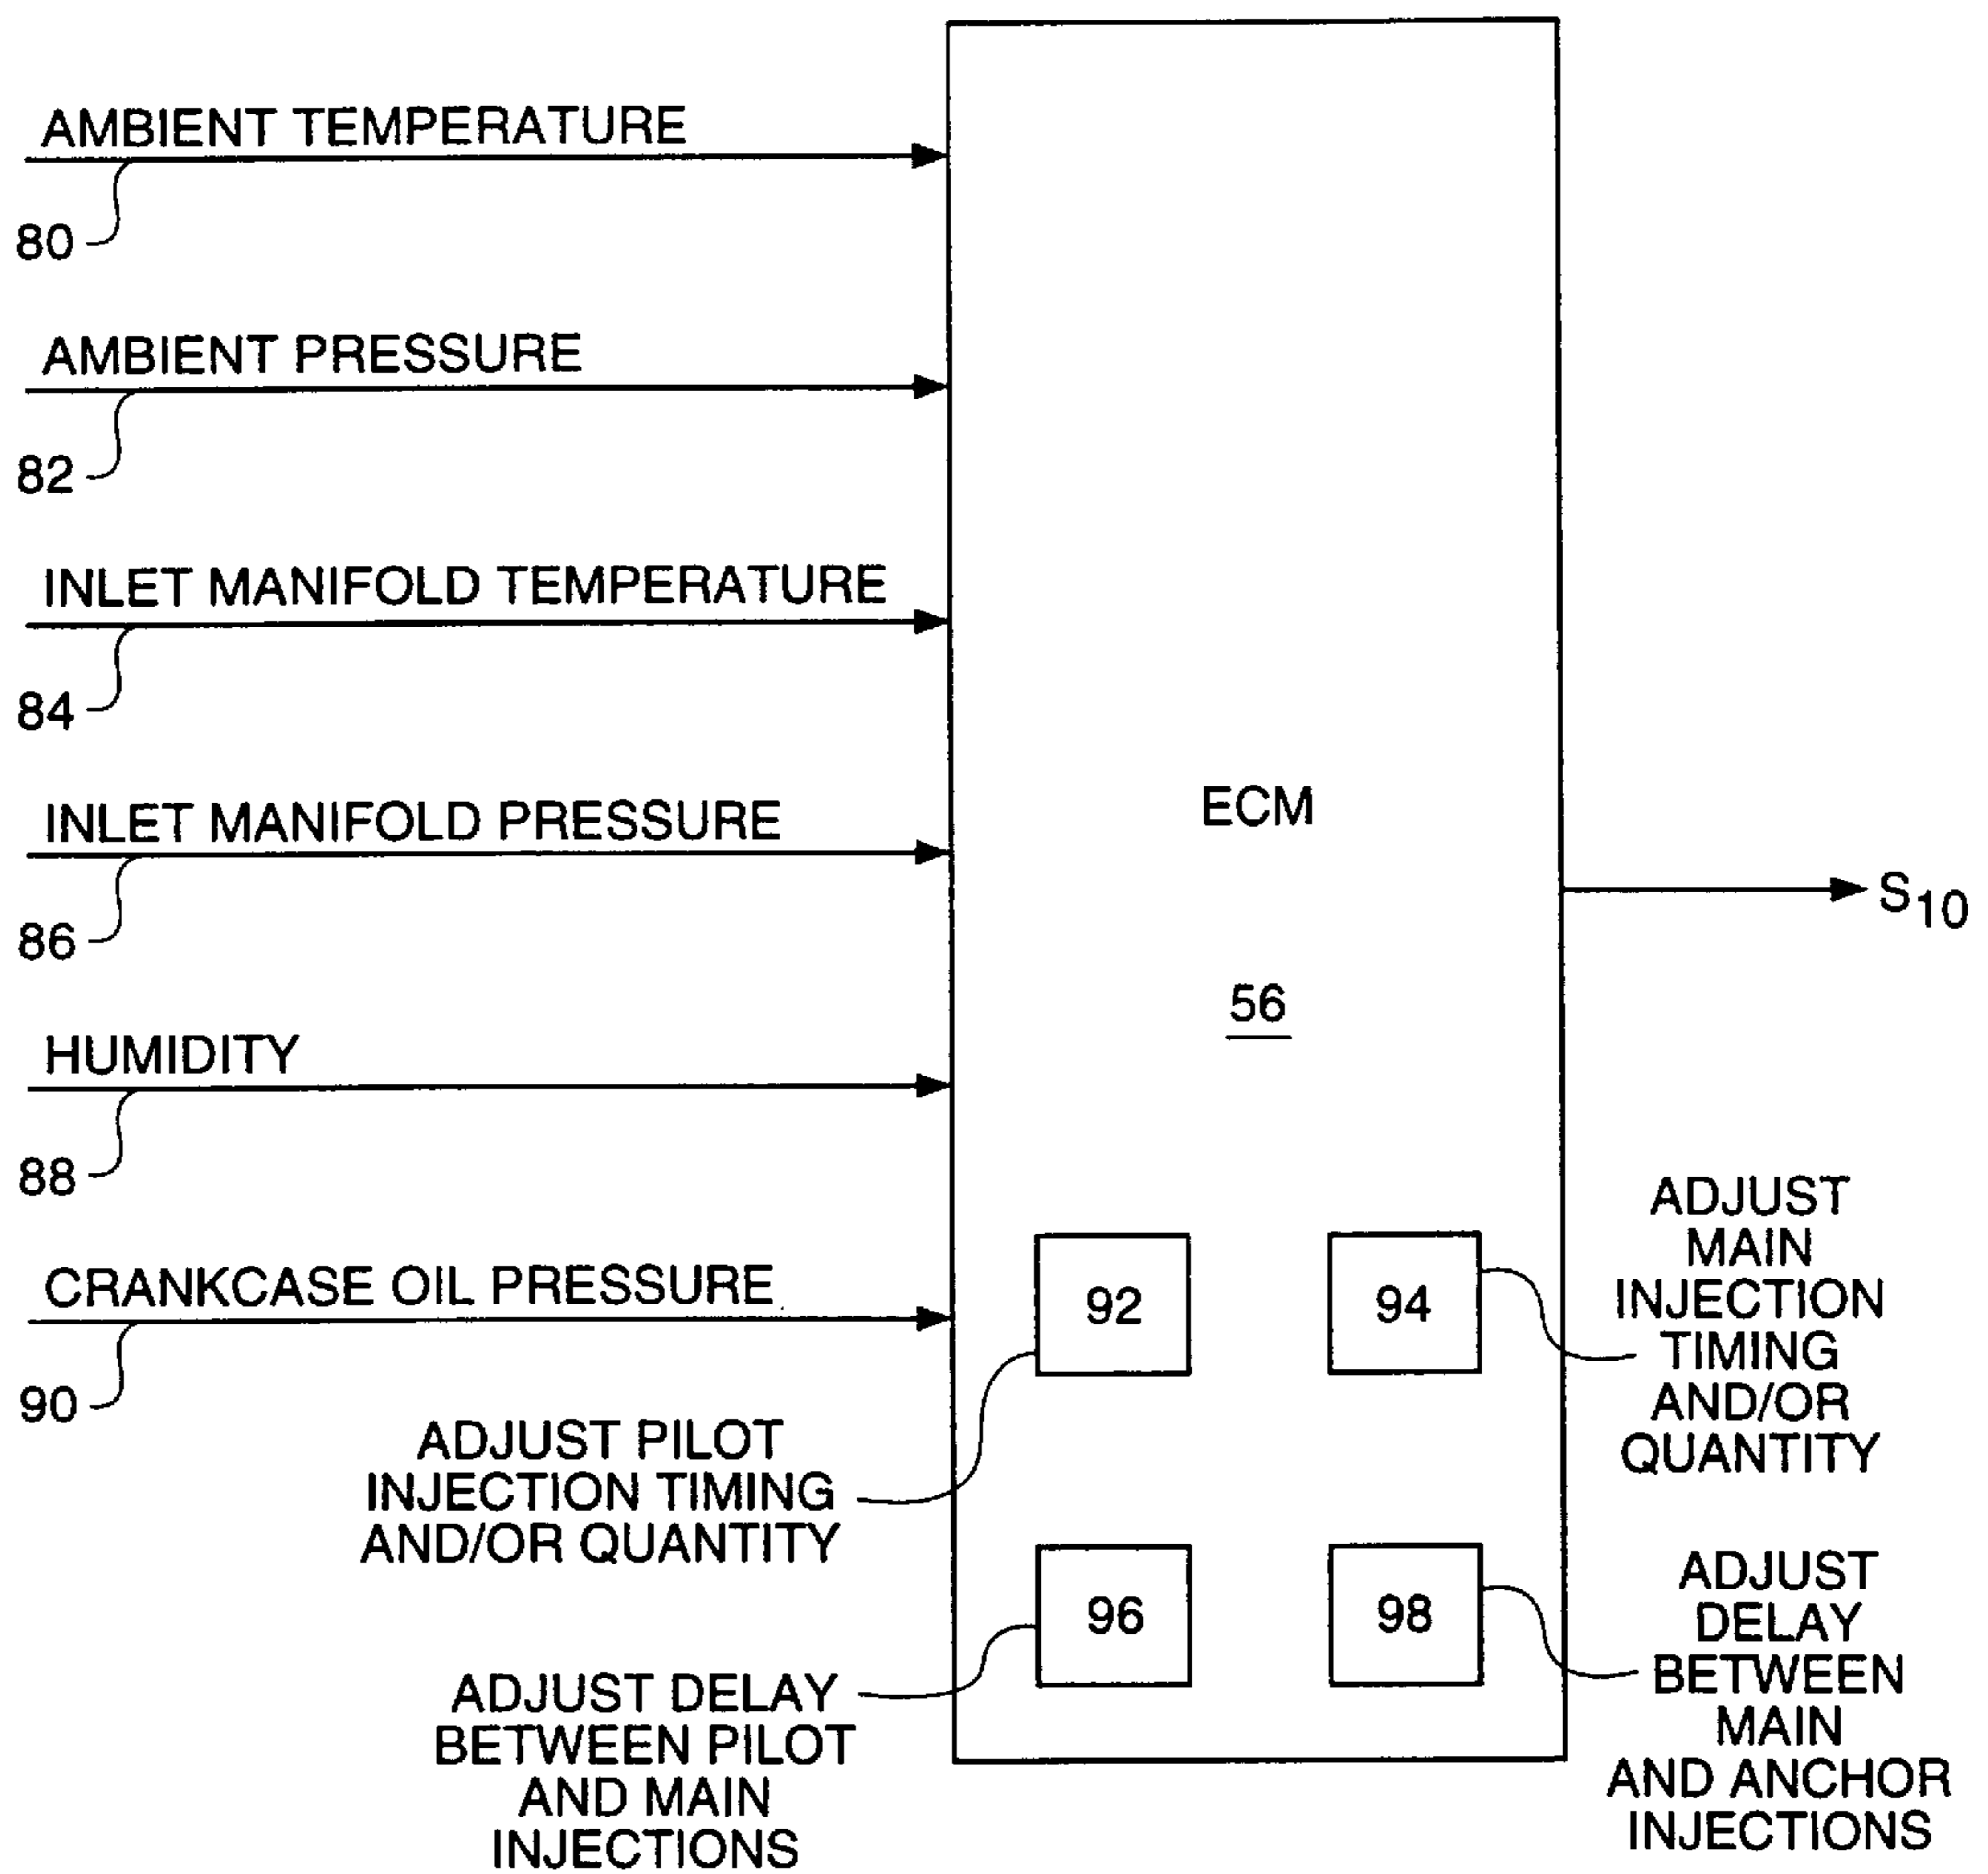 AMBIENT TEMPERATURE
80
AMBIENT PRESSURE
82
INLET MANIFOLD TEMPERATURE
84
INLET MANIFOLD PRESSURE
86
HUMIDITY
88
CRANKCASE OIL PRESSURE
90
ECM
56
S10
92
94
96
98
ADJUST PILOT
INJECTION TIMING
AND/OR QUANTITY
ADJUST DELAY
BETWEEN PILOT
AND MAIN
INJECTIONS
ADJUST
MAIN
INJECTION
TIMING
AND/OR
QUANTITY
ADJUST
DELAY
BETWEEN
MAIN
AND ANCHOR
INJECTIONS